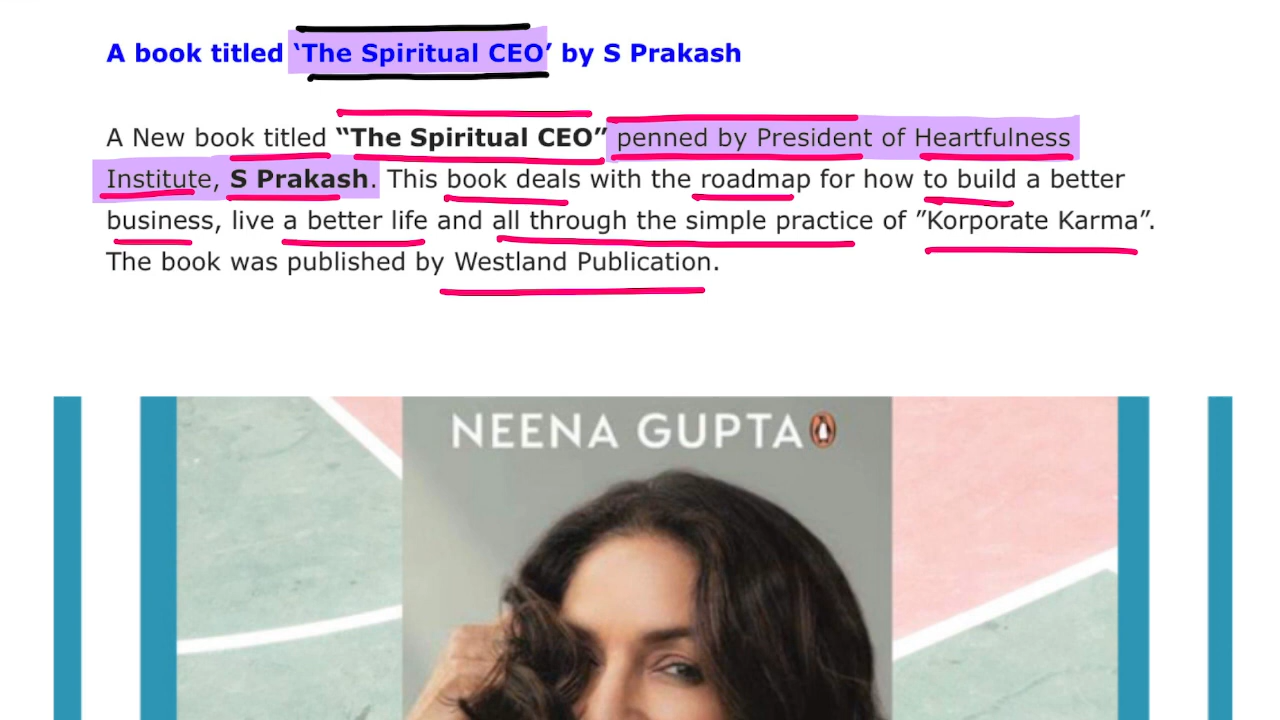 A book titled ‘The Spiritual CEO’ by S Prakash
A New book titled “The Spiritual CEO” penned by President of Heartfulness
Institute, S Prakash. This book deals with the roadmap for how to build a better
business, live a better life and all through the simple practice of ”Korporate Karma”.
The book was published by Westland Publication.
NEENA GUPTA